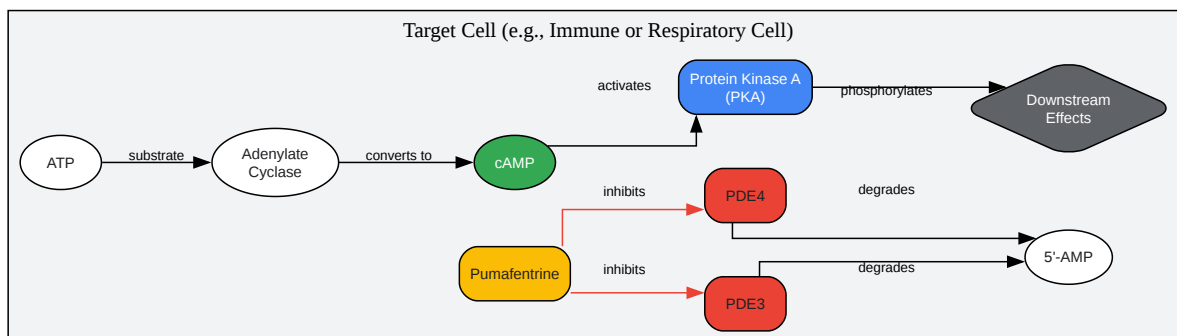 Target Cell (e.g., Immune or Respiratory Cell)
activates
Protein Kinase A
(PKA)
phosphorylates
Downstream
Effects
ATP
substrate
Adenylate
Cyclase
converts to
cAMP
inhibits
PDE4
degrades
Pumafentrine
inhibits
PDE3
degrades
5'-AMP